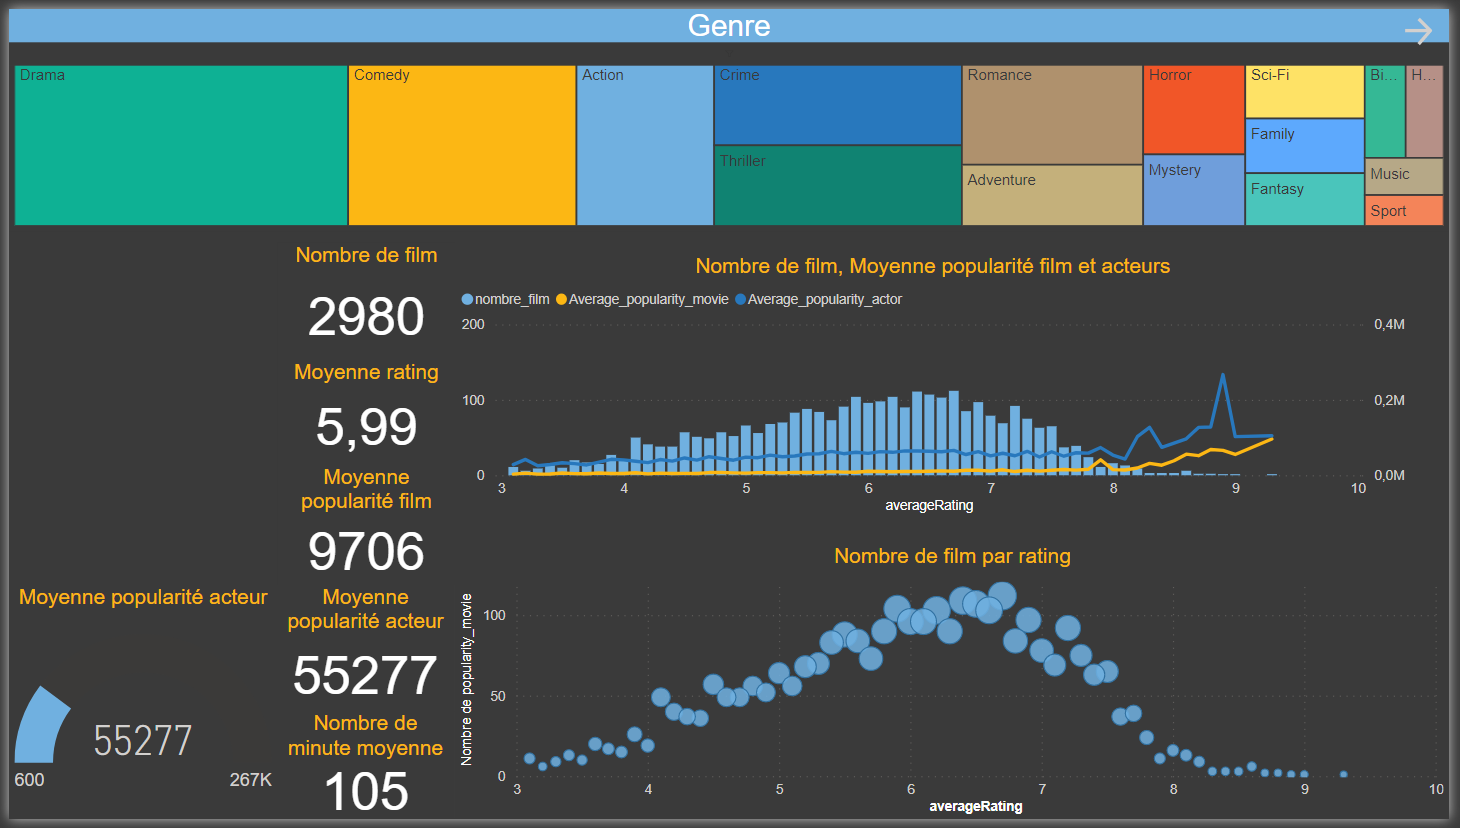 Genre
Drama
Comedy
Action
Crime
Thriller
Romance
Adventure
Horror
Mystery
Sci-Fi
Family
Fantasy
Bi...
H...
Music
Sport
Nombre de film
2980
Moyenne rating
5,99
Moyenne
popularité film
9706
Moyenne
popularité acteur
55277
Nombre de
minute moyenne
105
Moyenne popularité acteur
55277
600
267K
Nombre de film, Moyenne popularité film et acteurs
nombre_film Average_popularity_movie Average_popularity_actor
200 0,4M
100 0,2M
0 0,0M
3 4 5 6 7 8 9 10
averageRating
Nombre de film par rating
Nombre de popularity_movie
100
50
0
3 4 5 6 7 8 9 10
averageRating